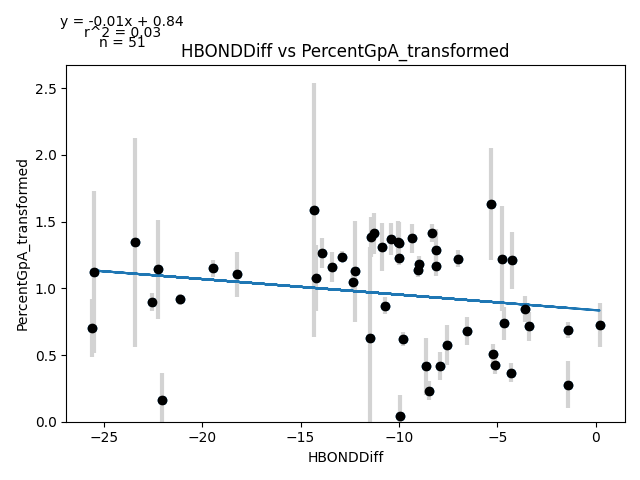 y = -0.01x + 0.84
r^2 = 0.03
n = 51
HBONDDiff vs PercentGpA_transformed
PercentGpA_transformed
2.5
2.0
1.5
1.0
0.5
0.0
−25
−20
−15
−10
−5
0
HBONDDiff